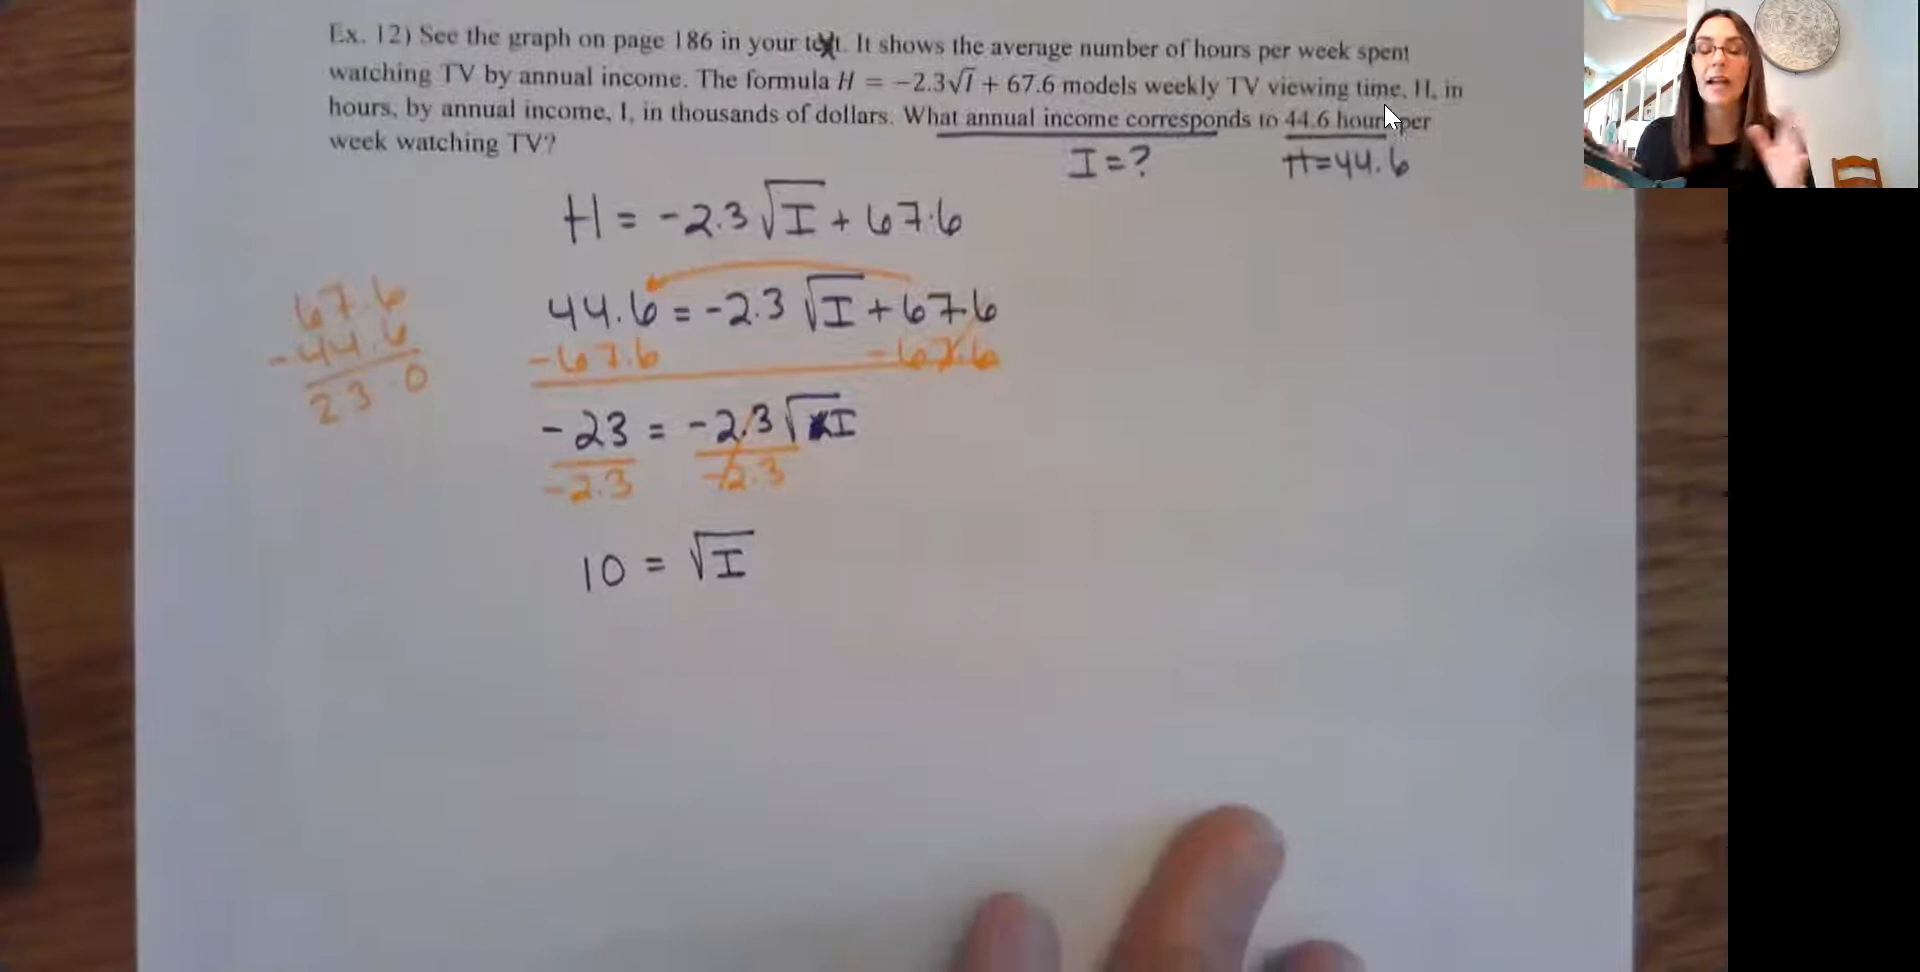 Ex. 12) See the graph on page 186 in your text. It shows the average number of hours per week spent
watching TV by annual income. The formula H = −2.3√I + 67.6 models weekly TV viewing time, H, in
hours, by annual income, I, in thousands of dollars. What annual income corresponds to 44.6 hours per
week watching TV?
I = ? H=44.6
H = -2.3√I + 67.6
67.6
-44.6
23.0
44.6 = -2.3√I + 67.6
-67.6 -67.6
-23 = -2.3√I
-2.3 -2.3
10 = √I